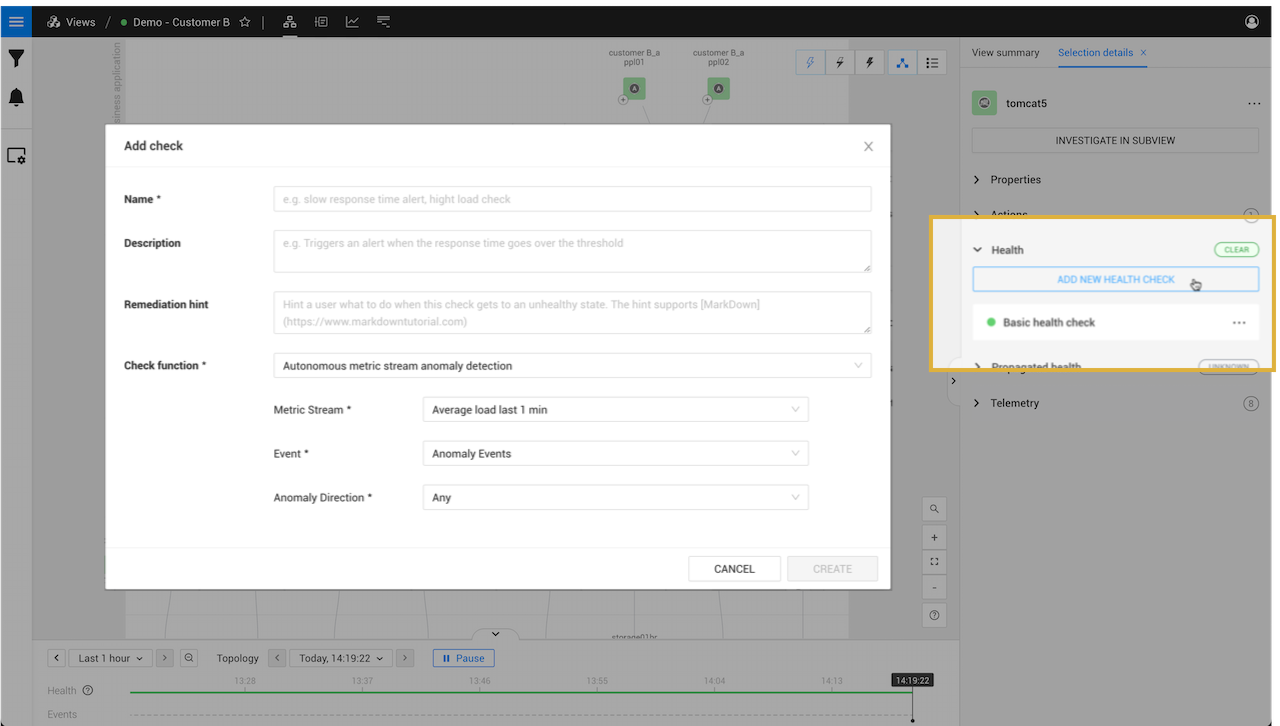 Views / Demo - Customer B
View summary
Selection details ×
business application
customer B_a
ppl01
customer B_a
ppl02
A
A
tomcat5
INVESTIGATE IN SUBVIEW
Properties
Actions
Health
CLEAR
ADD NEW HEALTH CHECK
Basic health check
Propagated health
UNKNOWN
Telemetry
8
Add check
Name *
e.g. slow response time alert, hight load check
Description
e.g. Triggers an alert when the response time goes over the threshold
Remediation hint
Hint a user what to do when this check gets to an unhealthy state. The hint supports [MarkDown]
(https://www.markdowntutorial.com)
Check function *
Autonomous metric stream anomaly detection
Metric Stream *
Average load last 1 min
Event *
Anomaly Events
Anomaly Direction *
Any
CANCEL
CREATE
Last 1 hour
Topology
Today, 14:19:22
Pause
13:28
13:37
13:46
13:55
14:04
14:13
14:19:22
Health
Events